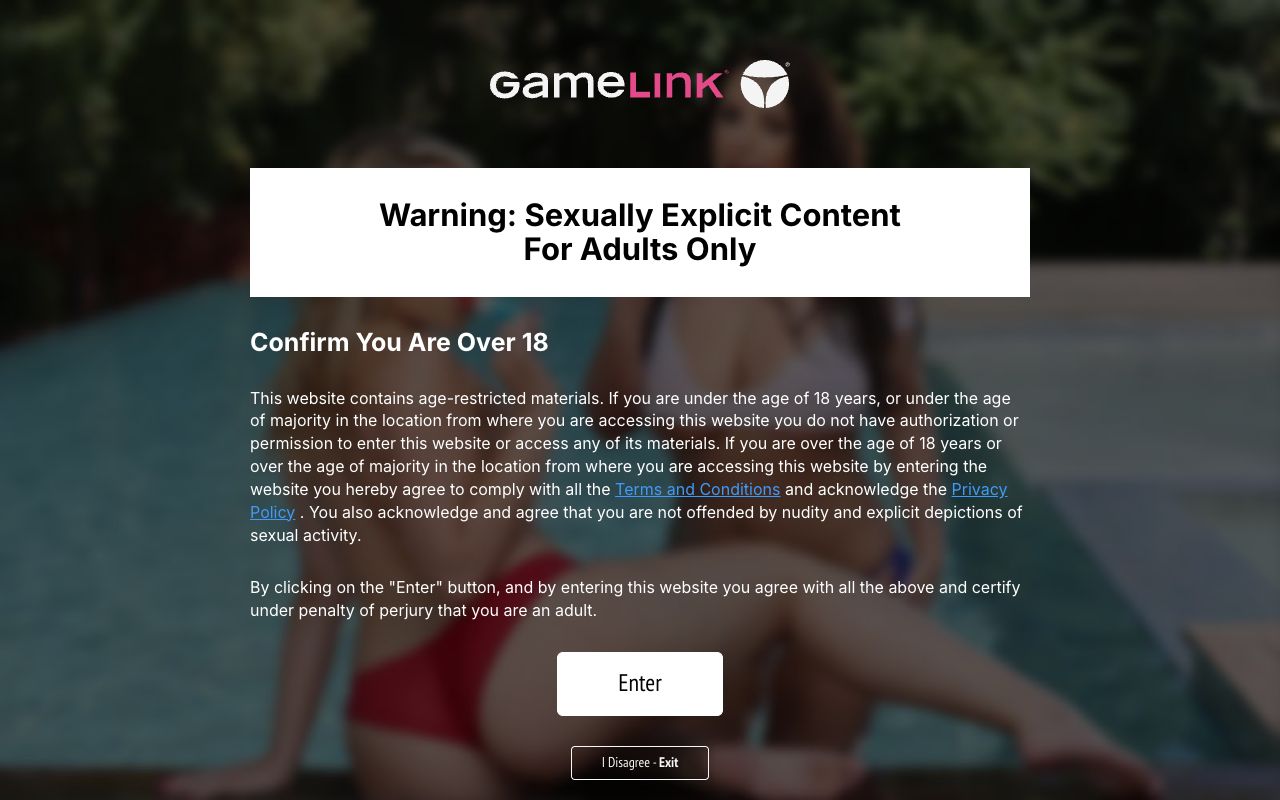 GAMELINK
Warning: Sexually Explicit Content
For Adults Only
Confirm You Are Over 18
This website contains age-restricted materials. If you are under the age of 18 years, or under the age
of majority in the location from where you are accessing this website you do not have authorization or
permission to enter this website or access any of its materials. If you are over the age of 18 years or
over the age of majority in the location from where you are accessing this website by entering the
website you hereby agree to comply with all the Terms and Conditions and acknowledge the Privacy
Policy . You also acknowledge and agree that you are not offended by nudity and explicit depictions of
sexual activity.
By clicking on the "Enter" button, and by entering this website you agree with all the above and certify
under penalty of perjury that you are an adult.
Enter
I Disagree - Exit